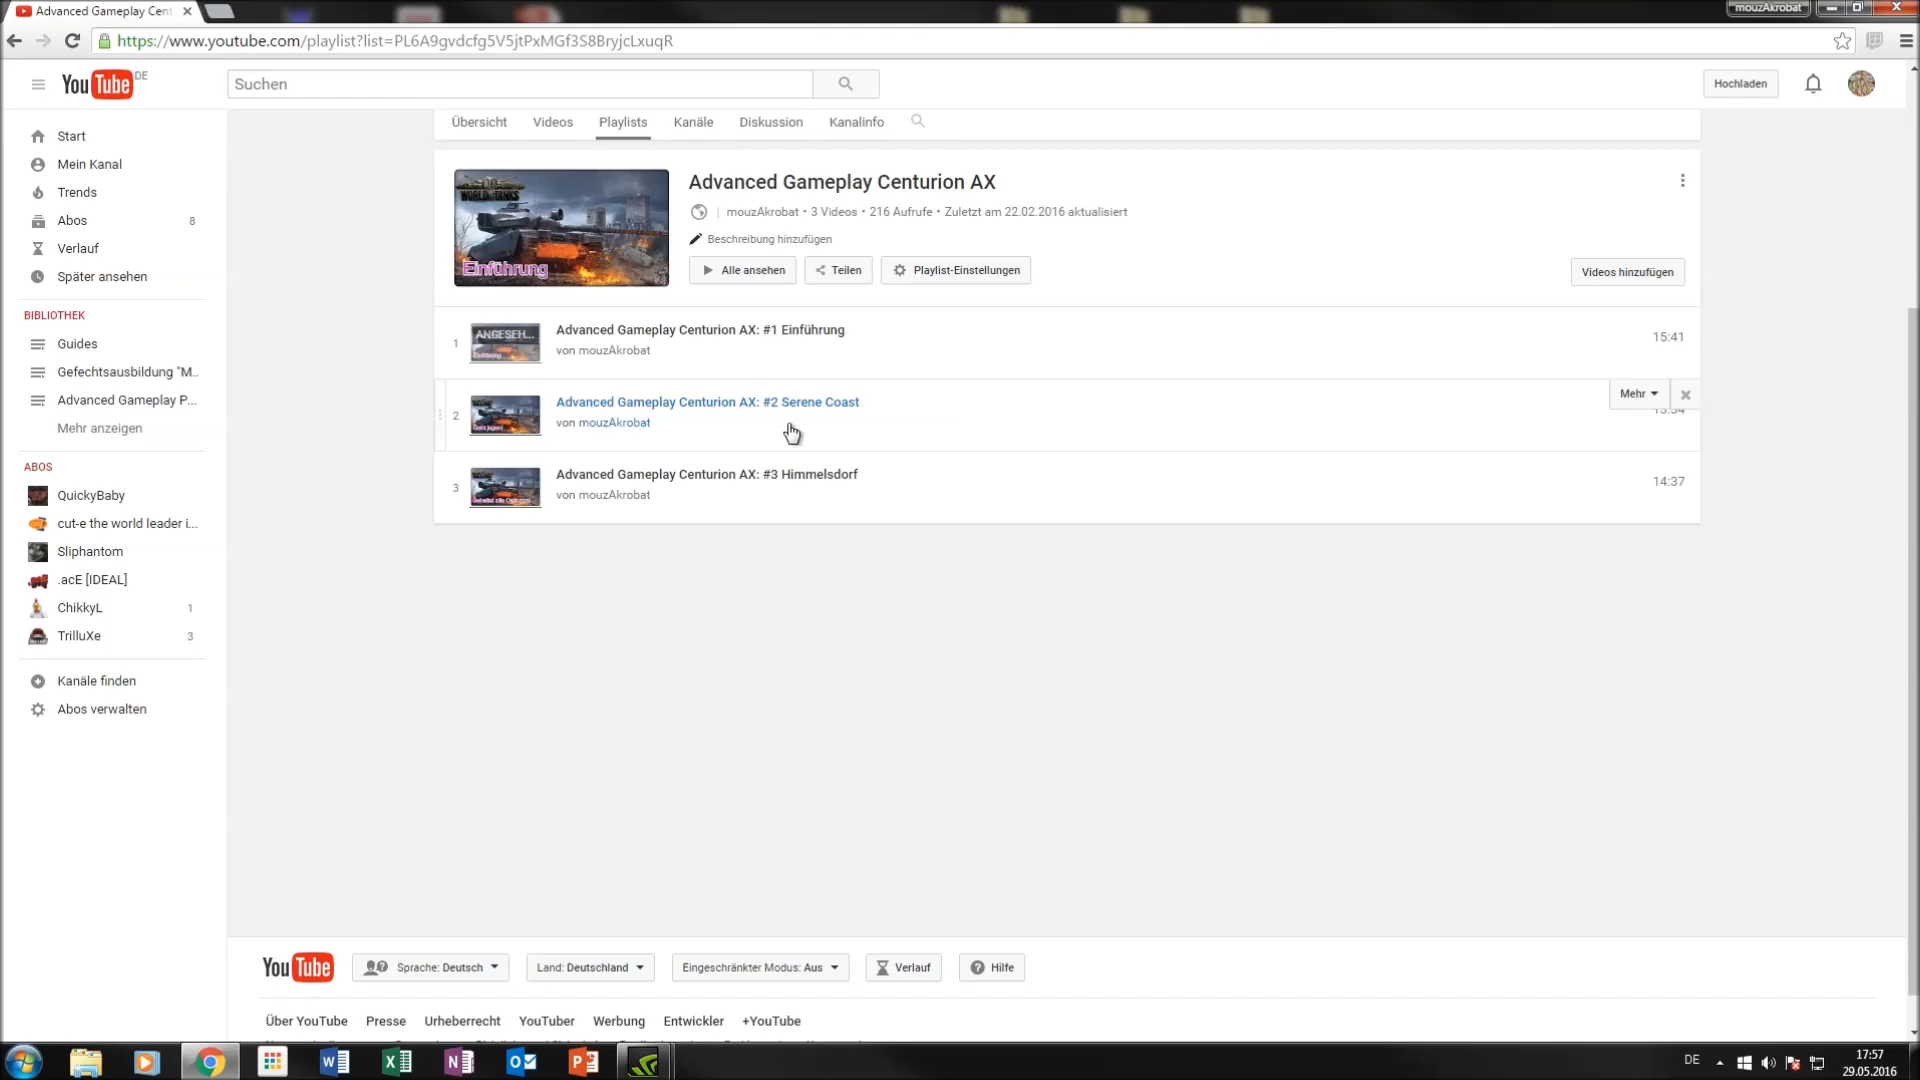 Advanced Gameplay Cent
mouzAkrobat
https://www.youtube.com/playlist?list=PL6A9gvdcfg5V5jtPxMGf3S8BryjcLxuqR
YouTube DE
Suchen
Hochladen
Start
Mein Kanal
Trends
Abos 8
Verlauf
Später ansehen
BIBLIOTHEK
Guides
Gefechtsausbildung "M..
Advanced Gameplay P...
Mehr anzeigen
ABOS
QuickyBaby
cut-e the world leader i...
Sliphantom
.acE [IDEAL]
ChikkyL 1
TrilluXe 3
Kanäle finden
Abos verwalten
Übersicht Videos Playlists Kanäle Diskussion Kanalinfo
WORLD OF TANKS
Einführung
Advanced Gameplay Centurion AX
mouzAkrobat • 3 Videos • 216 Aufrufe • Zuletzt am 22.02.2016 aktualisiert
Beschreibung hinzufügen
Alle ansehen Teilen Playlist-Einstellungen
Videos hinzufügen
1 ANGESEH... Advanced Gameplay Centurion AX: #1 Einführung 15:41
von mouzAkrobat
2 Advanced Gameplay Centurion AX: #2 Serene Coast Mehr
von mouzAkrobat
3 Advanced Gameplay Centurion AX: #3 Himmelsdorf 14:37
von mouzAkrobat
YouTube Sprache: Deutsch Land: Deutschland Eingeschränkter Modus: Aus Verlauf Hilfe
Über YouTube Presse Urheberrecht YouTuber Werbung Entwickler +YouTube
DE
17:57
29.05.2016